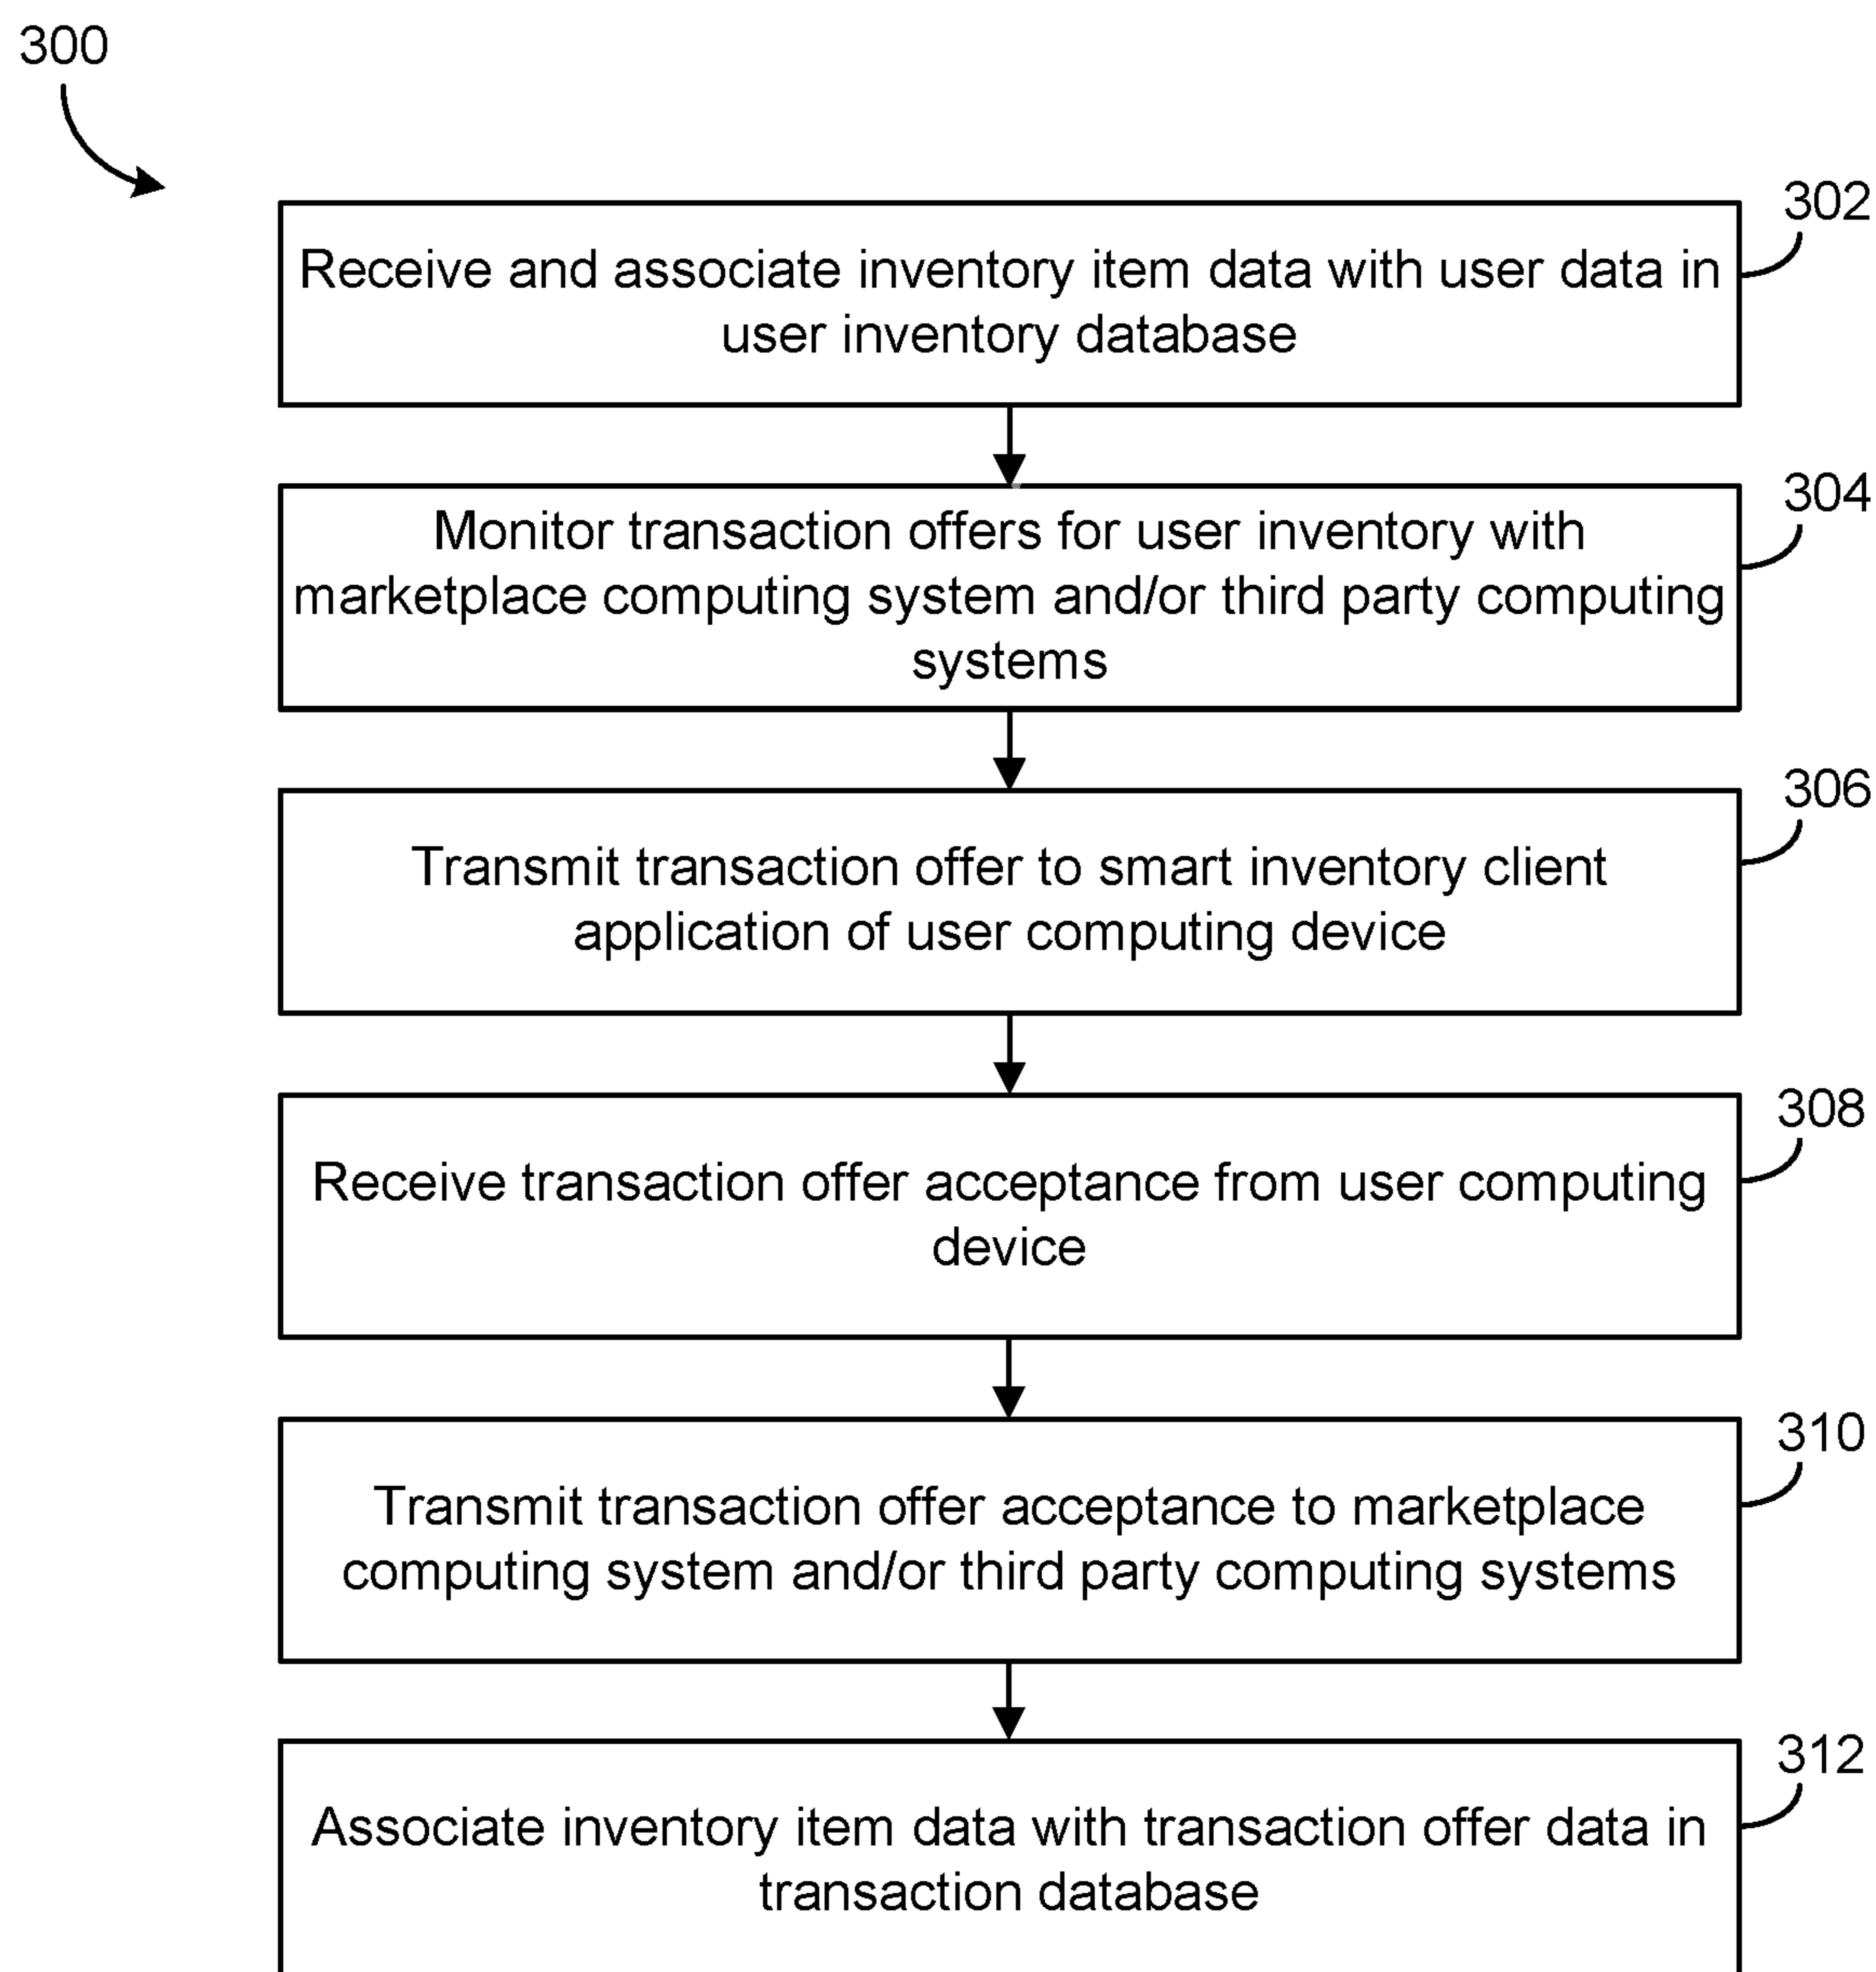 300
302
Receive and associate inventory item data with user data in
user inventory database
304
Monitor transaction offers for user inventory with
marketplace computing system and/or third party computing
systems
306
Transmit transaction offer to smart inventory client
application of user computing device
308
Receive transaction offer acceptance from user computing
device
310
Transmit transaction offer acceptance to marketplace
computing system and/or third party computing systems
312
Associate inventory item data with transaction offer data in
transaction database